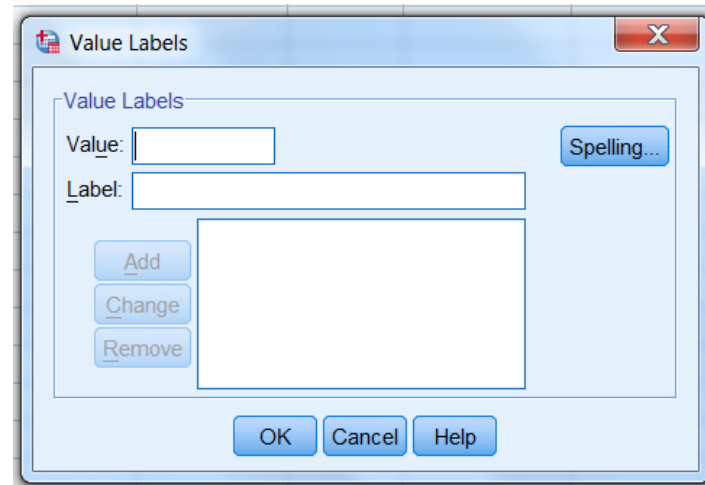 Value Labels
Value Labels
Value:
Spelling...
Label:
Add
Change
Remove
OK Cancel Help